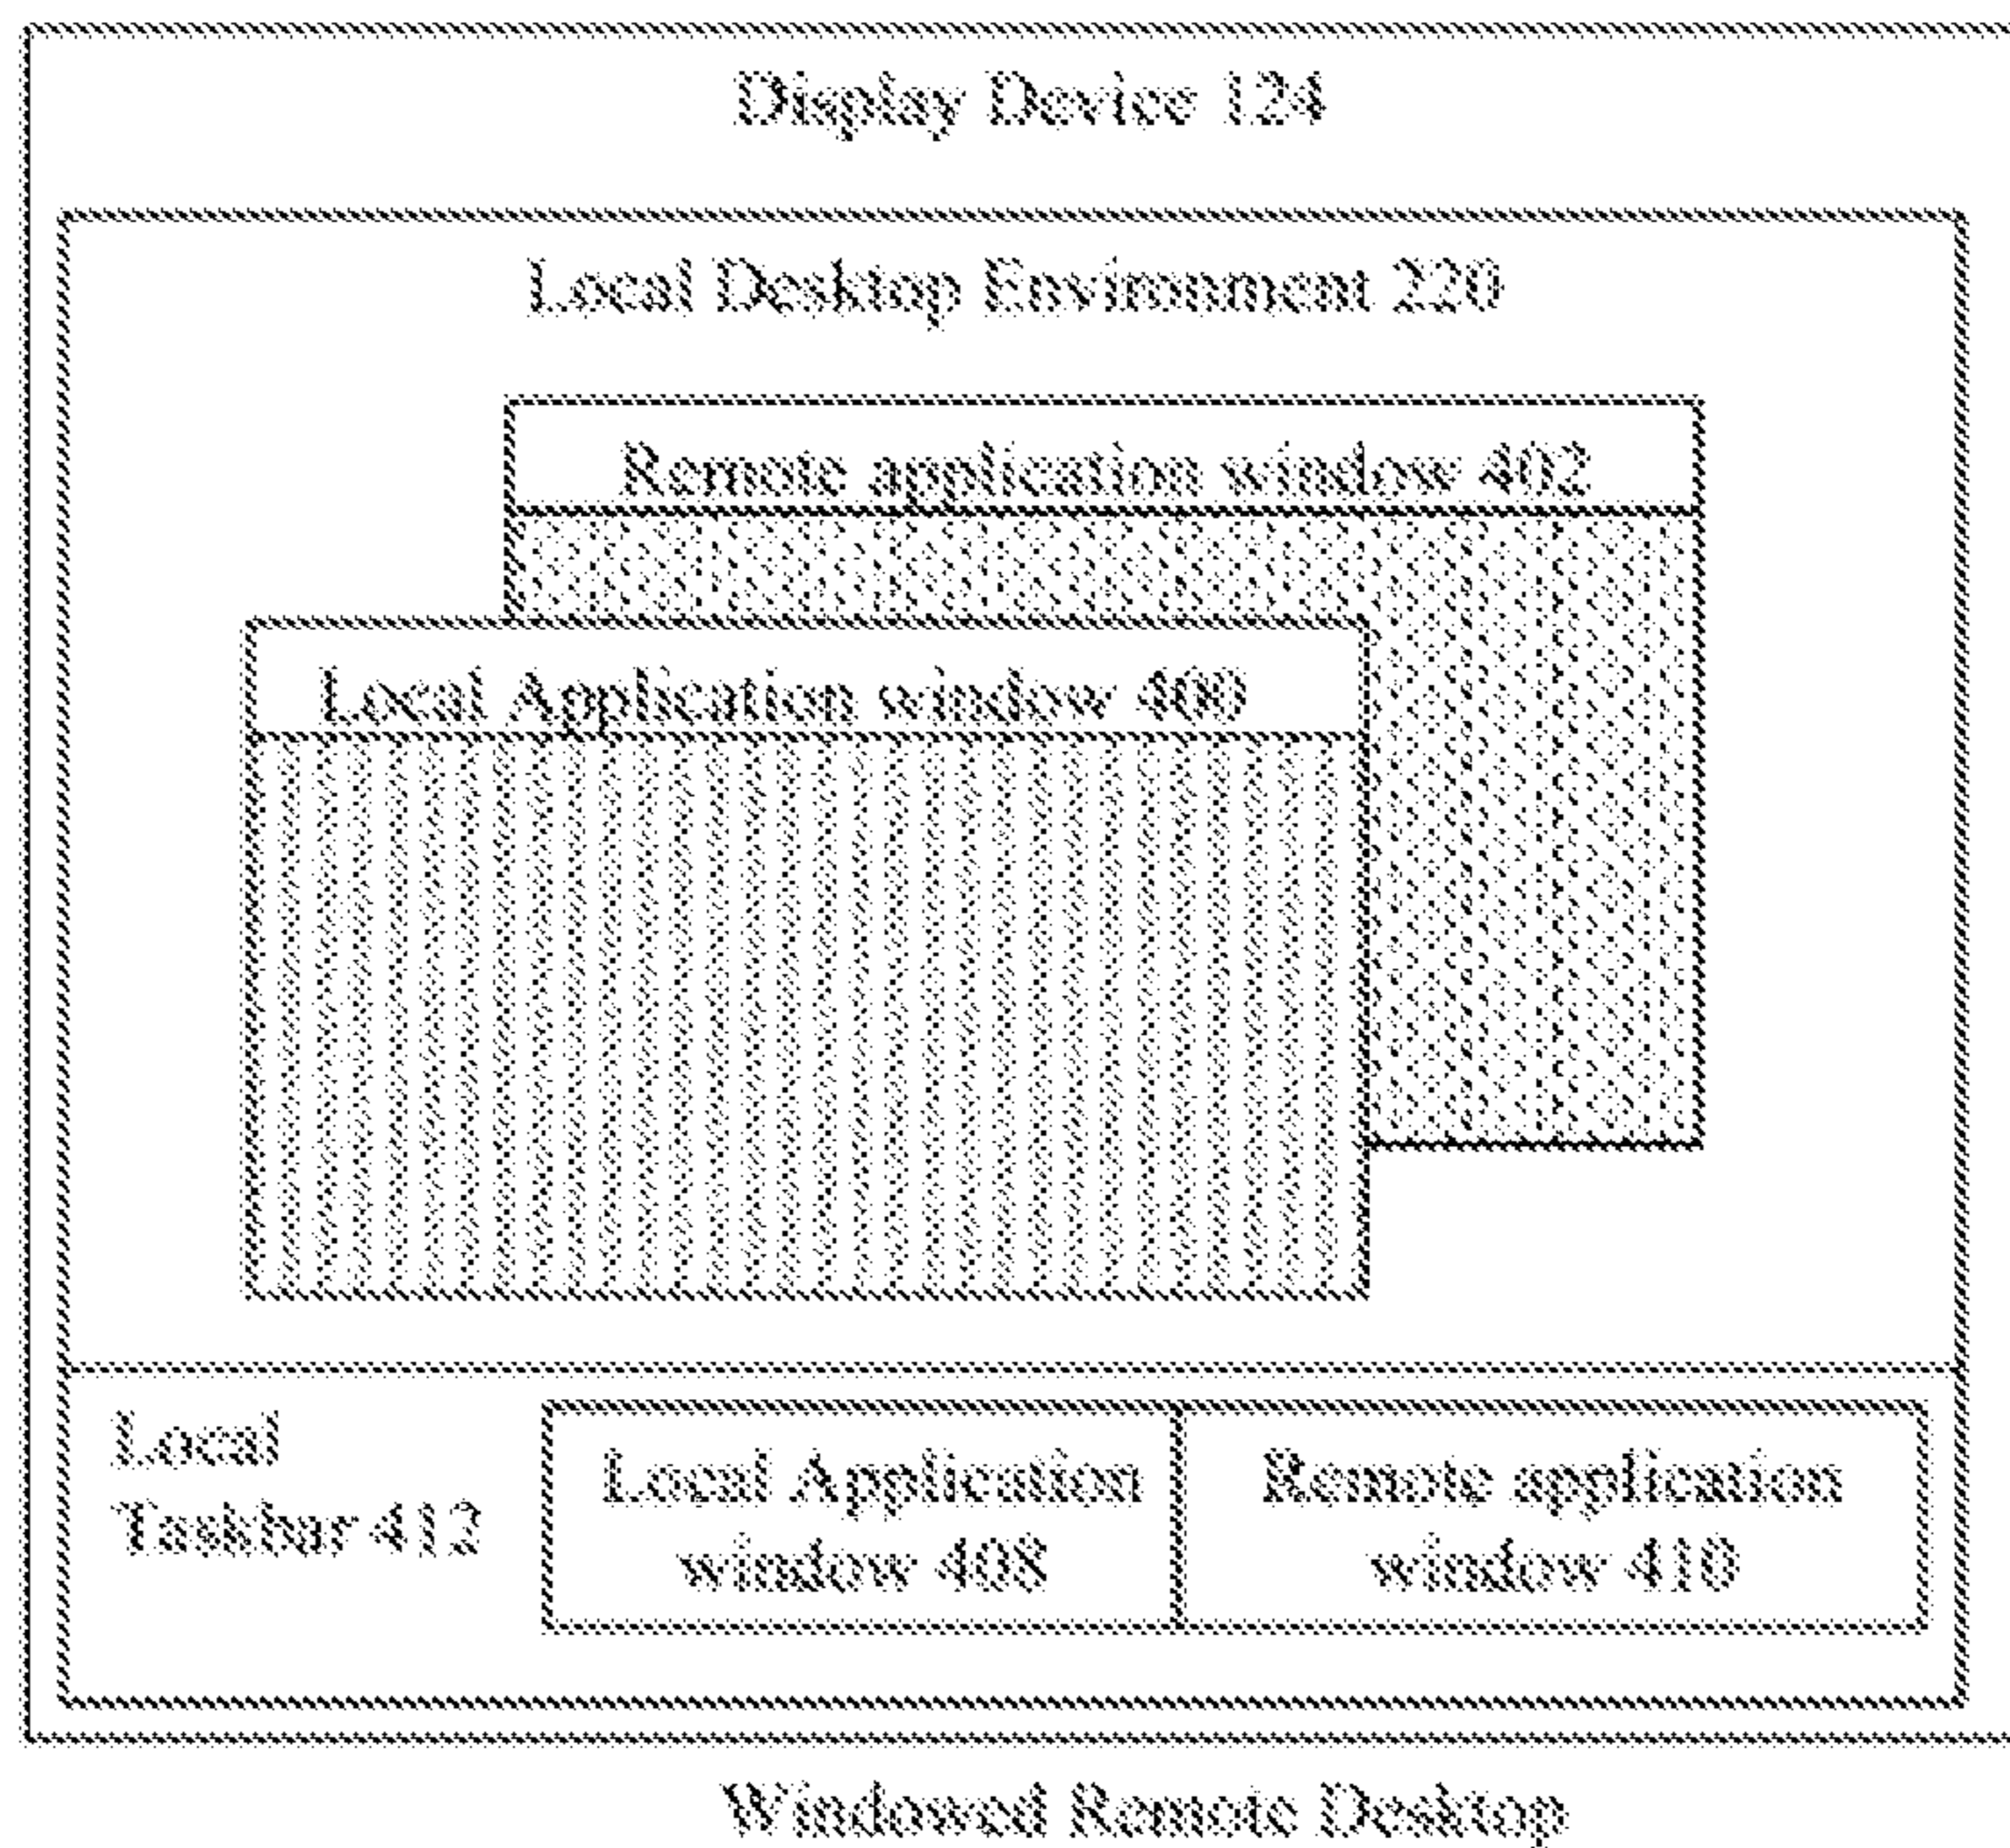 Display Device 124
Local Desktop Environment 220
Remote application window 402
Local Application window 400
Local
Taskbar 412
Local Application
window 408
Remote application
window 410
Windowed Remote Desktop